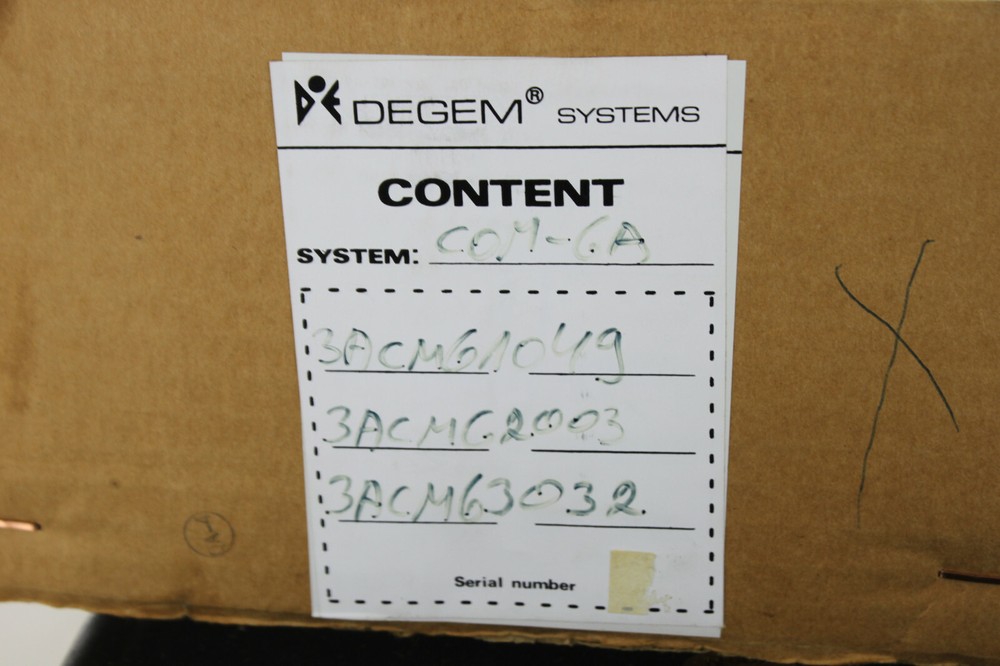 DEGEM® SYSTEMS
CONTENT
SYSTEM: COM-6A
3ACM61049
3ACM62003
3ACM63032
Serial number